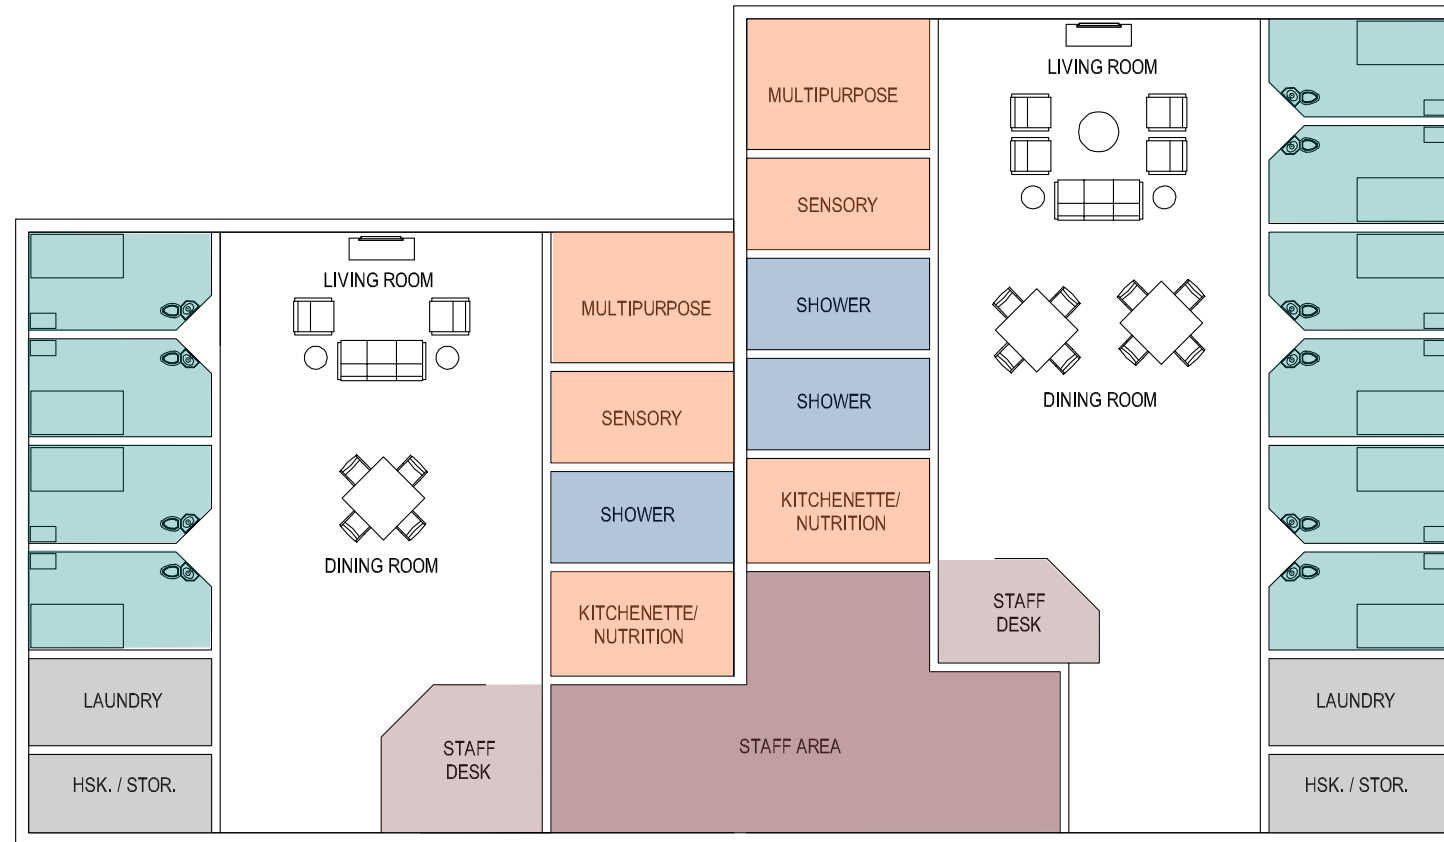 LIVING ROOM
MULTIPURPOSE
SENSORY
LIVING ROOM
MULTIPURPOSE
SHOWER
SHOWER
DINING ROOM
SENSORY
KITCHENETTE/
NUTRITION
SHOWER
DINING ROOM
STAFF
DESK
KITCHENETTE/
NUTRITION
LAUNDRY
LAUNDRY
STAFF
DESK
STAFF AREA
HSK. / STOR.
HSK. / STOR.